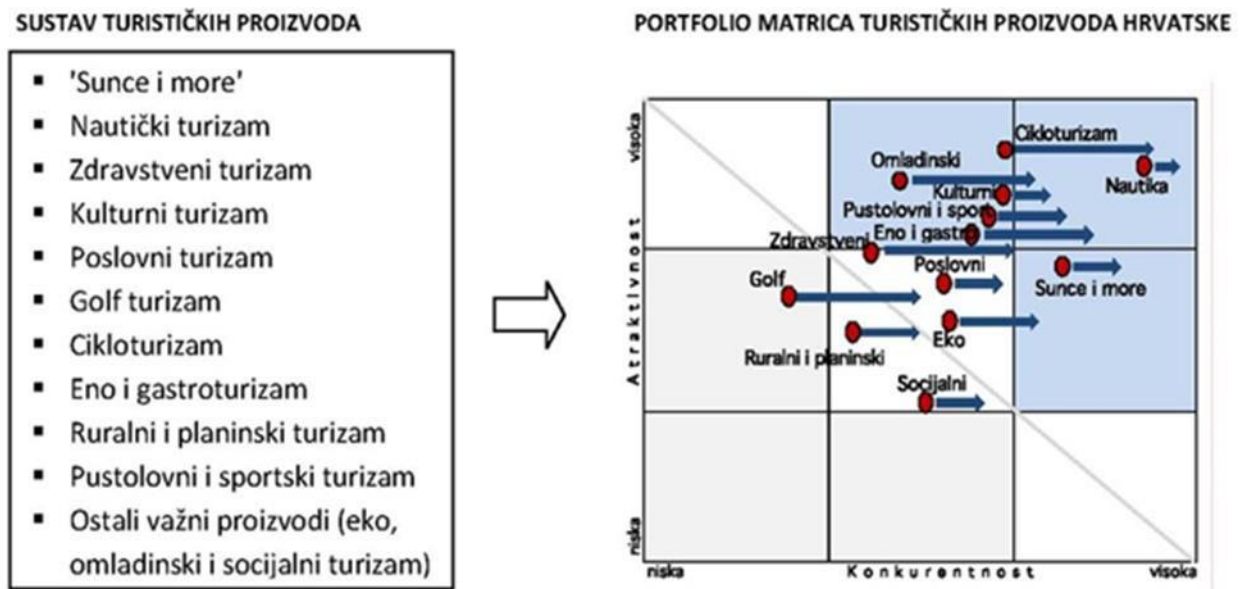 SUSTAV TURISTIČKIH PROIZVODA
'Sunce i more'
Nautički turizam
Zdravstveni turizam
Kulturni turizam
Poslovni turizam
Golf turizam
Cikloturizam
Eno i gastroturizam
Ruralni i planinski turizam
Pustolovni i sportski turizam
Ostali važni proizvodi (eko,
omladinski i socijalni turizam)
PORTFOLIO MATRICA TURISTIČKIH PROIZVODA HRVATSKE
visoka
Atraktivnost
niska
Cikloturizam
Omladinski
Nautika
Kulturni
Pustolovni i sport
Eno i gastro
Zdravstveni
Poslovni
Golf
Sunce i more
Eko
Ruralni i planinski
Socijalni
niska
Konkurentnost
visoka